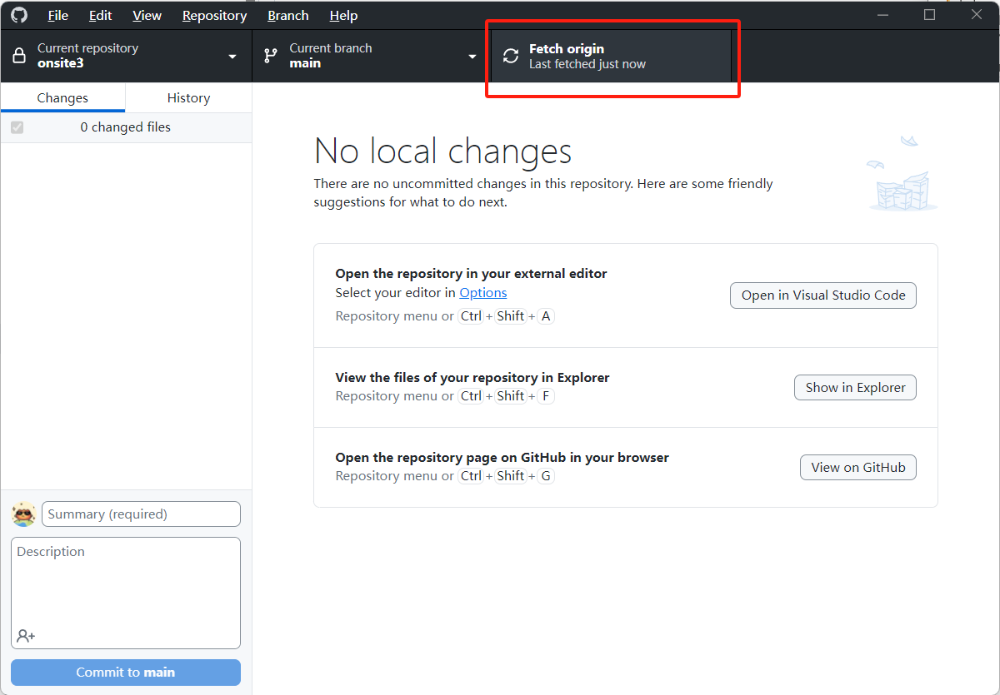 File Edit View Repository Branch Help
Current repository
onsite3
Current branch
main
Fetch origin
Last fetched just now
Changes History
0 changed files
No local changes
There are no uncommitted changes in this repository. Here are some friendly
suggestions for what to do next.
Open the repository in your external editor
Select your editor in Options
Repository menu or Ctrl + Shift + A
Open in Visual Studio Code
View the files of your repository in Explorer
Repository menu or Ctrl + Shift + F
Show in Explorer
Open the repository page on GitHub in your browser
Repository menu or Ctrl + Shift + G
View on GitHub
Summary (required)
Description
Commit to main